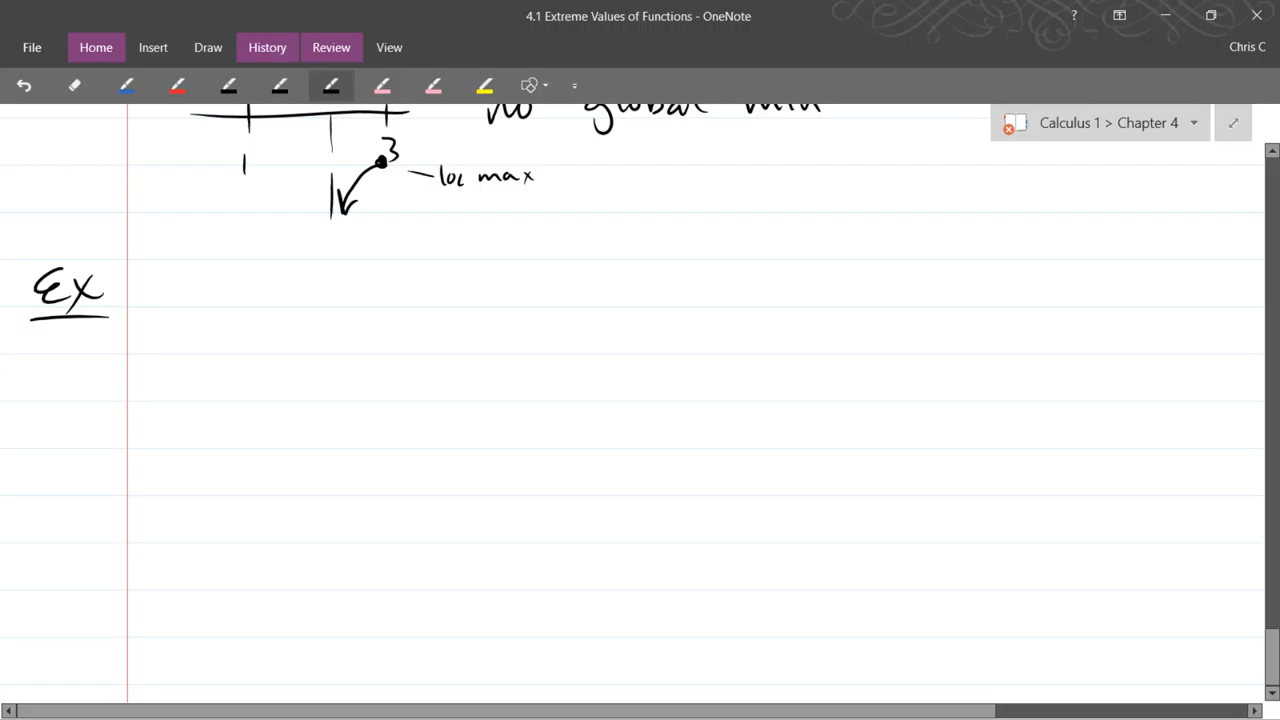 4.1 Extreme Values of Functions - OneNote
?
File Home Insert Draw History Review View
Chris C
no global min
Calculus 1 > Chapter 4
3
1
loc max
Ex